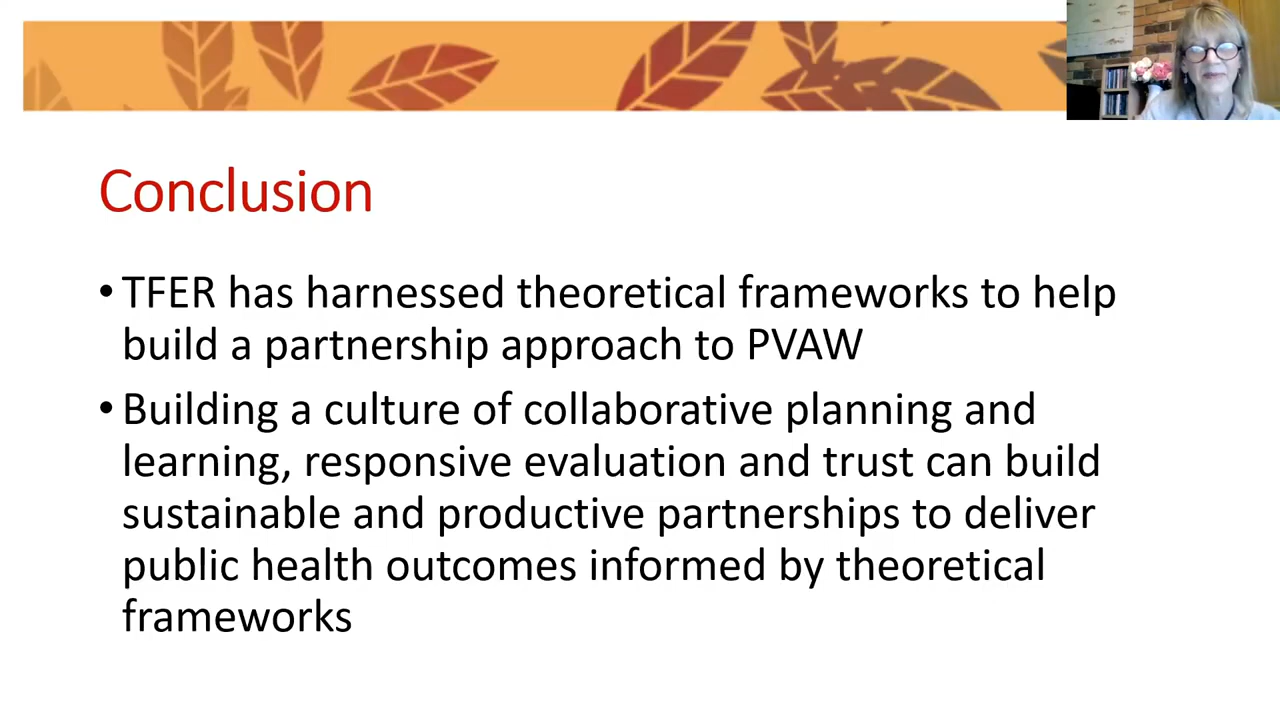 Conclusion
• TFER has harnessed theoretical frameworks to help
build a partnership approach to PVAW
• Building a culture of collaborative planning and
learning, responsive evaluation and trust can build
sustainable and productive partnerships to deliver
public health outcomes informed by theoretical
frameworks